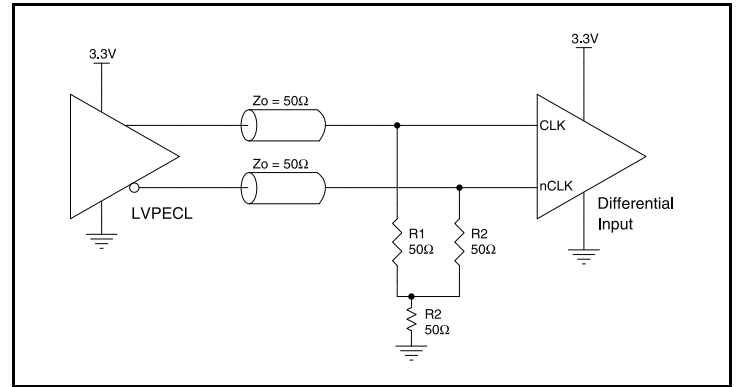 3.3V
3.3V
Zo = 50Ω
CLK
Zo = 50Ω
nCLK
LVPECL
Differential
Input
R1
50Ω
R2
50Ω
R2
50Ω